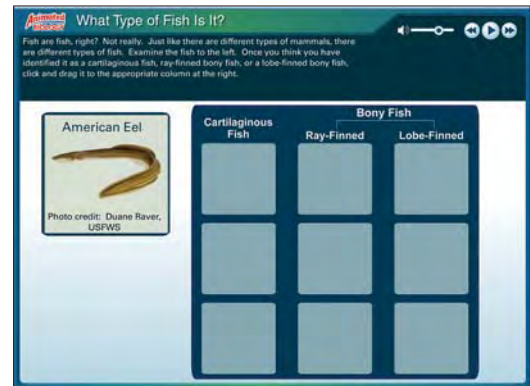 Animated Biology
What Type of Fish Is It?
Fish are fish, right? Not really. Just like there are different types of mammals, there
are different types of fish. Examine the fish to the left. Once you think you have
identified it as a cartilaginous fish, ray-finned bony fish, or a lobe-finned bony fish,
click and drag it to the appropriate column at the right.
American Eel
Photo credit: Duane Raver,
USFWS
Cartilaginous
Fish
Bony Fish
Ray-Finned
Lobe-Finned